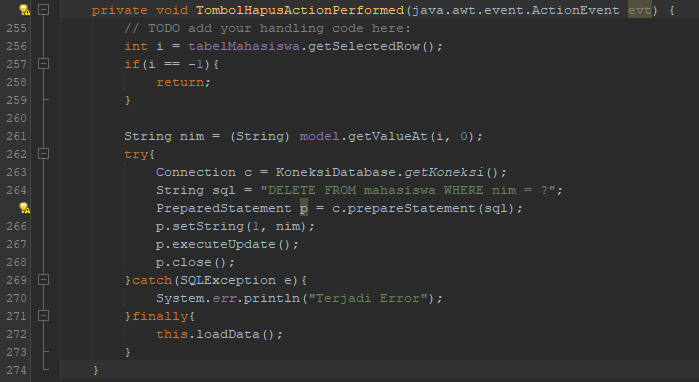 private void TombolHapusActionPerformed(java.awt.event.ActionEvent evt) {
255 // TODO add your handling code here:
256 int i = tabelMahasiswa.getSelectedRow();
257 if(i == -1){
258 return;
259 }
260
261 String nim = (String) model.getValueAt(i, 0);
262 try{
263 Connection c = KoneksiDatabase.getKoneksi();
264 String sql = "DELETE FROM mahasiswa WHERE nim = ?";
PreparedStatement p = c.prepareStatement(sql);
266 p.setString(1, nim);
267 p.executeUpdate();
268 p.close();
269 }catch(SQLException e){
270 System.err.println("Terjadi Error");
271 }finally{
272 this.loadData();
273 }
274 }